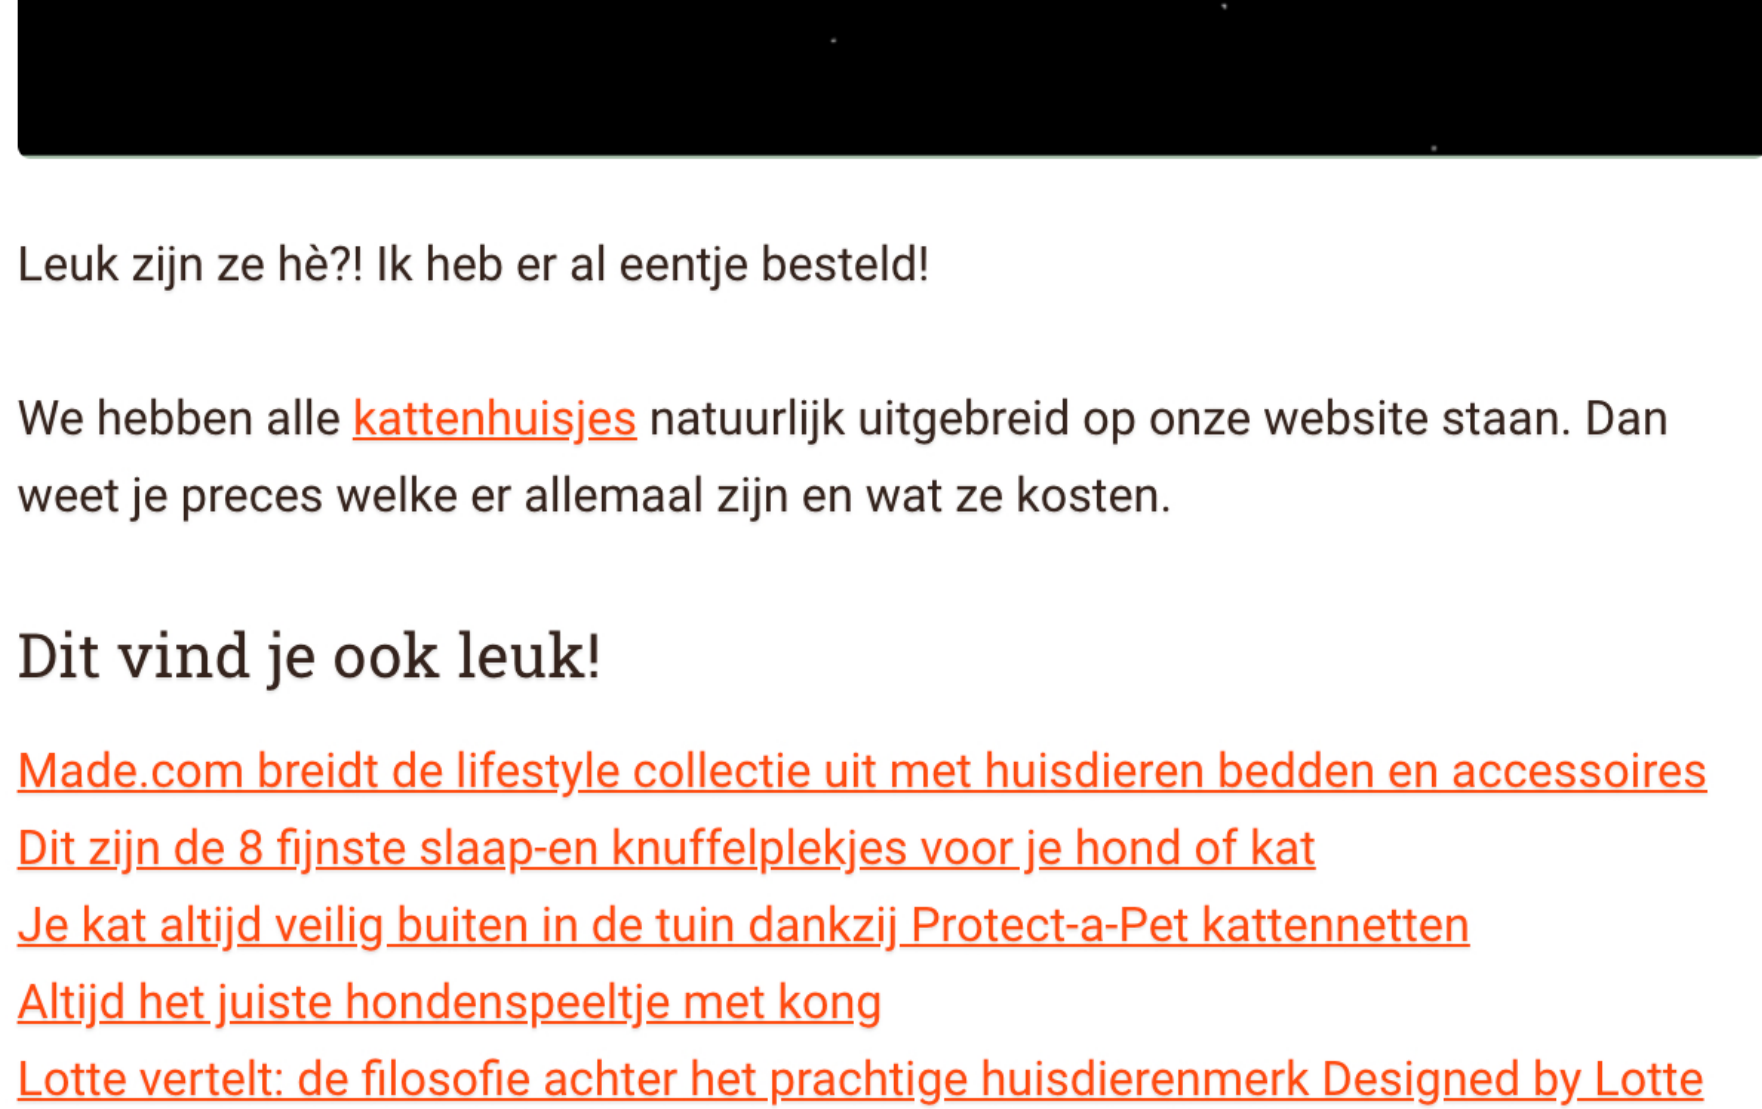 Leuk zijn ze hè?! Ik heb er al eentje besteld!
We hebben alle kattenhuisjes natuurlijk uitgebreid op onze website staan. Dan
weet je preces welke er allemaal zijn en wat ze kosten.
Dit vind je ook leuk!
Made.com breidt de lifestyle collectie uit met huisdieren bedden en accessoires
Dit zijn de 8 fijnste slaap-en knuffelplekjes voor je hond of kat
Je kat altijd veilig buiten in de tuin dankzij Protect-a-Pet kattennetten
Altijd het juiste hondenspeeltje met kong
Lotte vertelt: de filosofie achter het prachtige huisdierenmerk Designed by Lotte